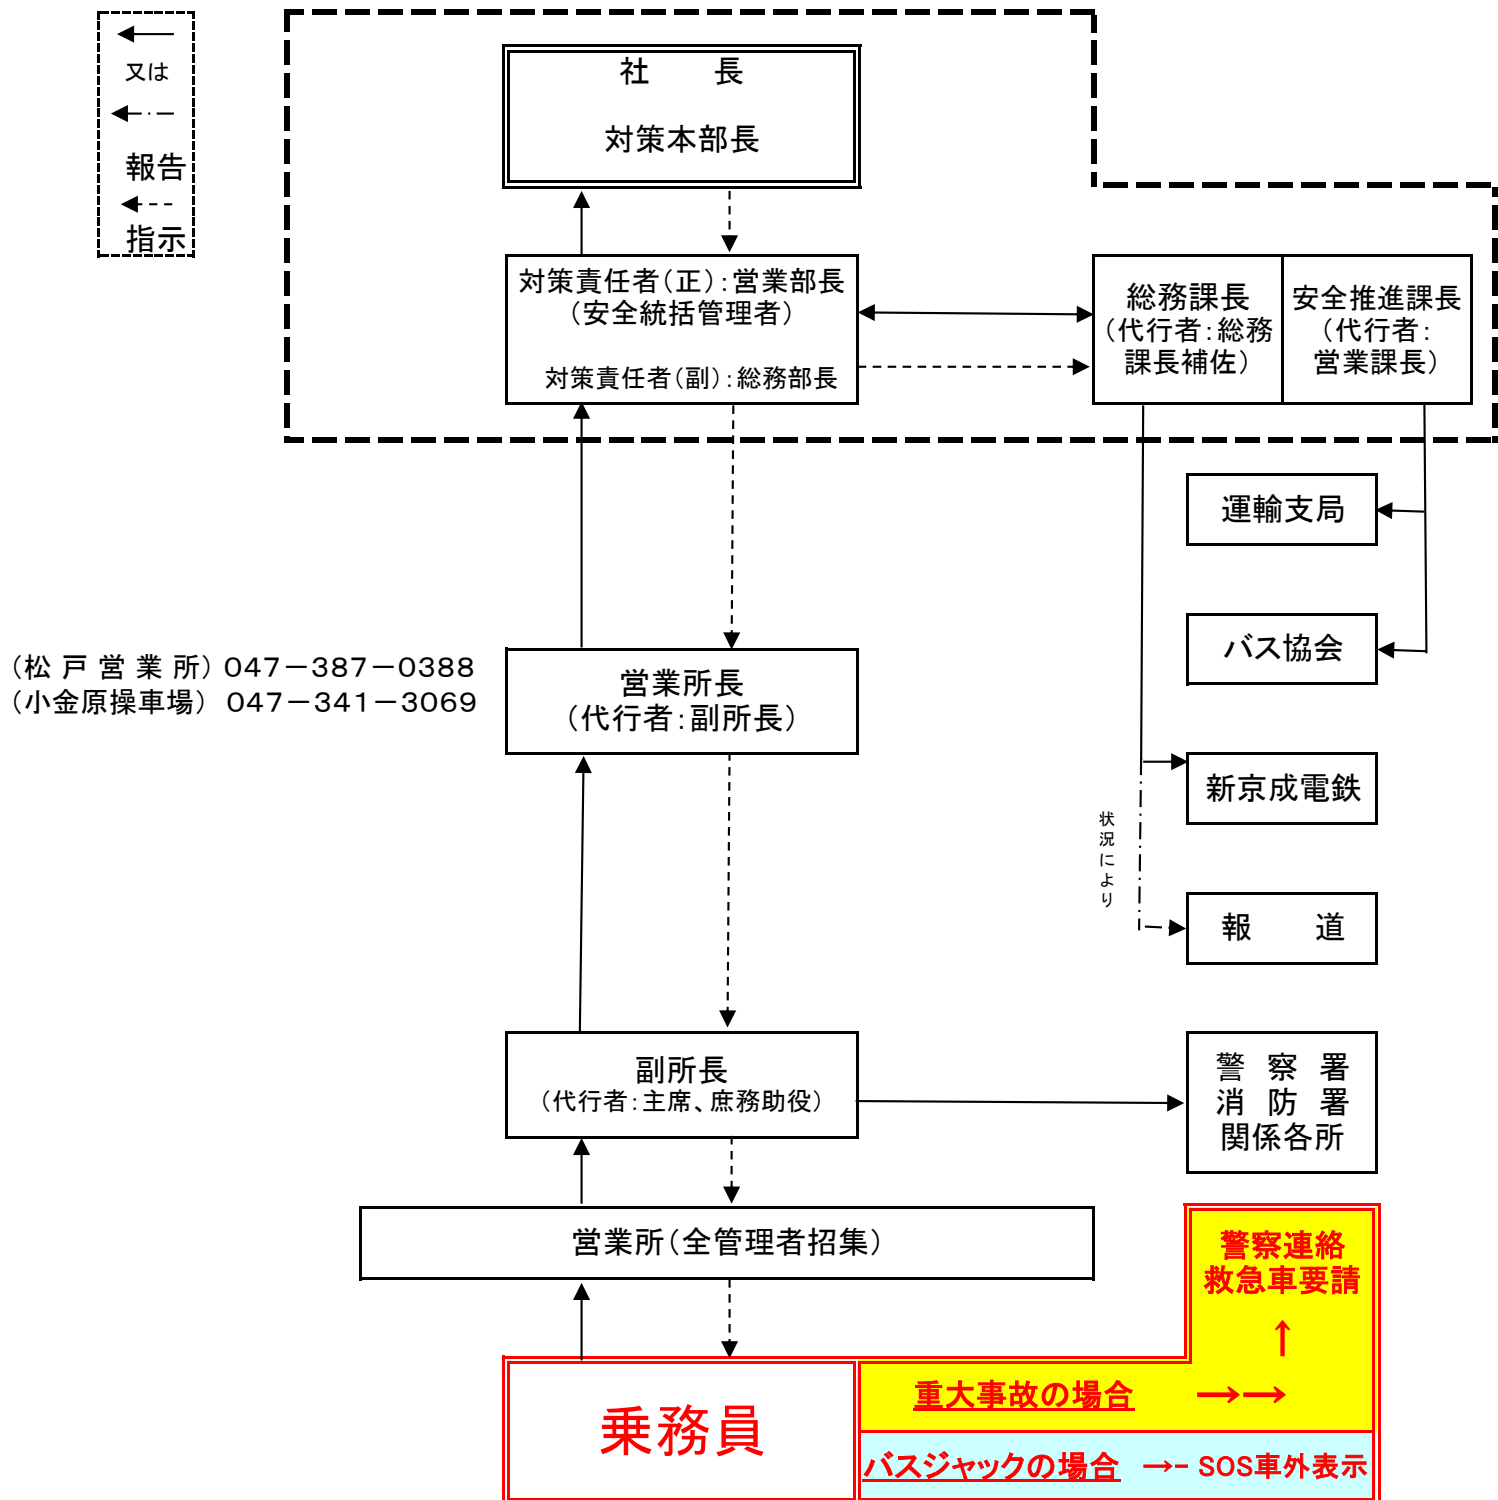 又は
報告
指示
社　　長
対策本部長
対策責任者（正）：営業部長
（安全統括管理者）
対策責任者（副）：総務部長
総務課長
（代行者：総務
課長補佐）
安全推進課長
（代行者：
営業課長）
運輸支局
バス協会
（松 戸 営 業 所） 047－387－0388
（小金原操車場） 047－341－3069
営業所長
（代行者：副所長）
新京成電鉄
状況により
報　　道
副所長
（代行者：主席、庶務助役）
警　察　署
消　防　署
関係各所
営業所（全管理者招集）
警察連絡
救急車要請
↑
重大事故の場合　→→
乗務員
バスジャックの場合　→－ SOS車外表示